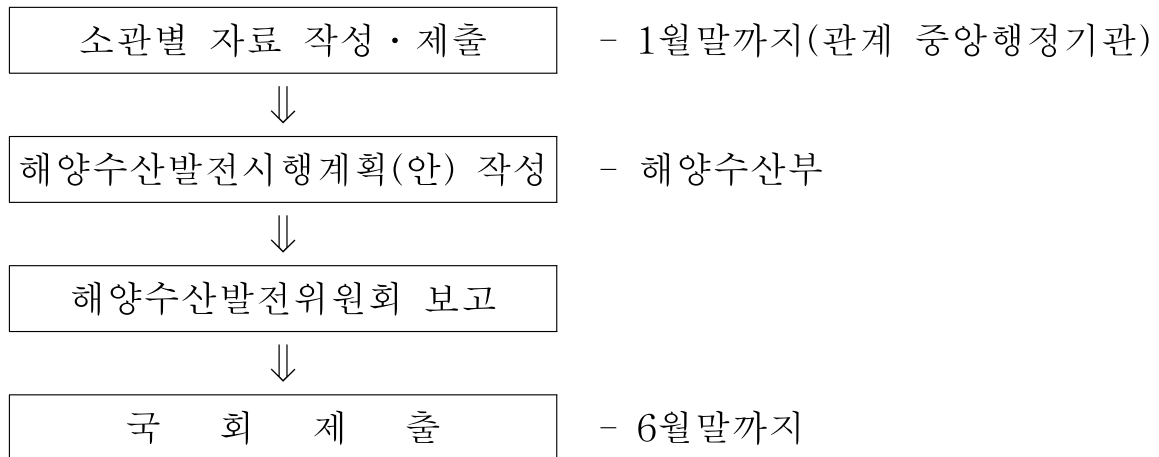 소관별 자료 작성·제출 - 1월말까지(관계 중앙행정기관)
⇓
해양수산발전시행계획(안) 작성 - 해양수산부
⇓
해양수산발전위원회 보고
⇓
국 회 제 출 - 6월말까지